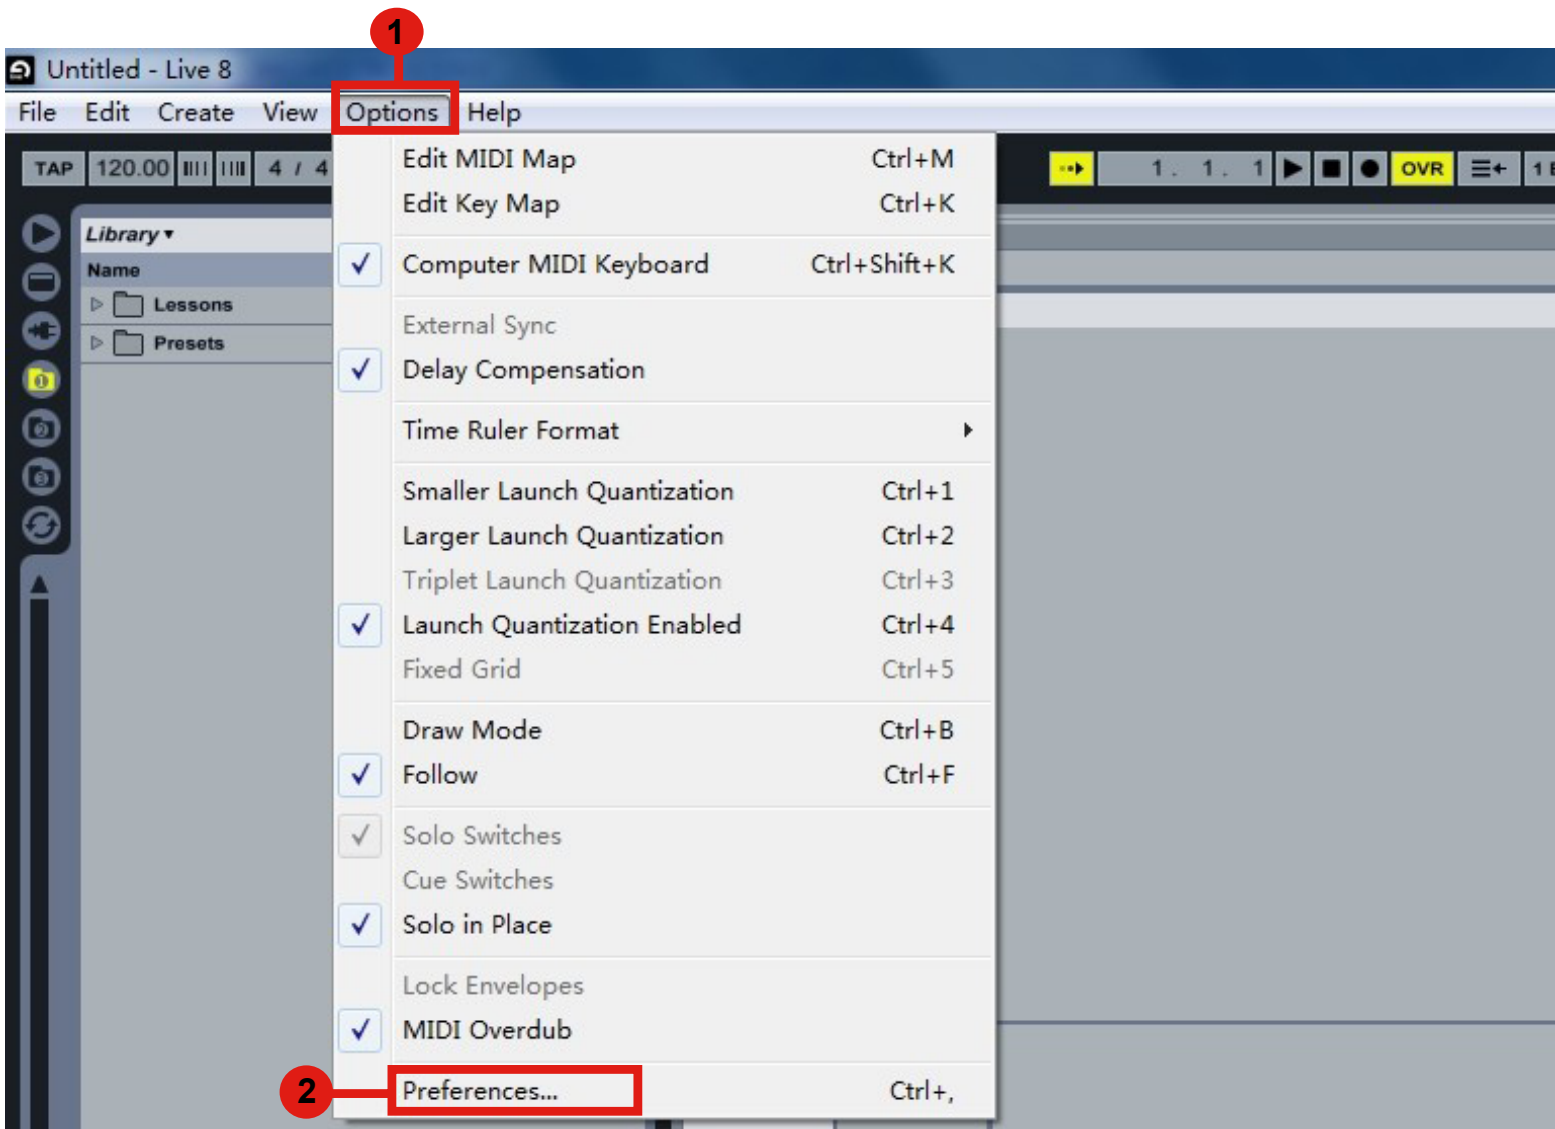 1
Untitled - Live 8
File Edit Create View Options Help
TAP 120.00 4 / 4 1. 1. 1 OVR
Library
Name
Lessons
Presets
Edit MIDI Map Ctrl+M
Edit Key Map Ctrl+K
Computer MIDI Keyboard Ctrl+Shift+K
External Sync
Delay Compensation
Time Ruler Format
Smaller Launch Quantization Ctrl+1
Larger Launch Quantization Ctrl+2
Triplet Launch Quantization Ctrl+3
Launch Quantization Enabled Ctrl+4
Fixed Grid Ctrl+5
Draw Mode Ctrl+B
Follow Ctrl+F
Solo Switches
Cue Switches
Solo in Place
Lock Envelopes
MIDI Overdub
2 Preferences... Ctrl+,